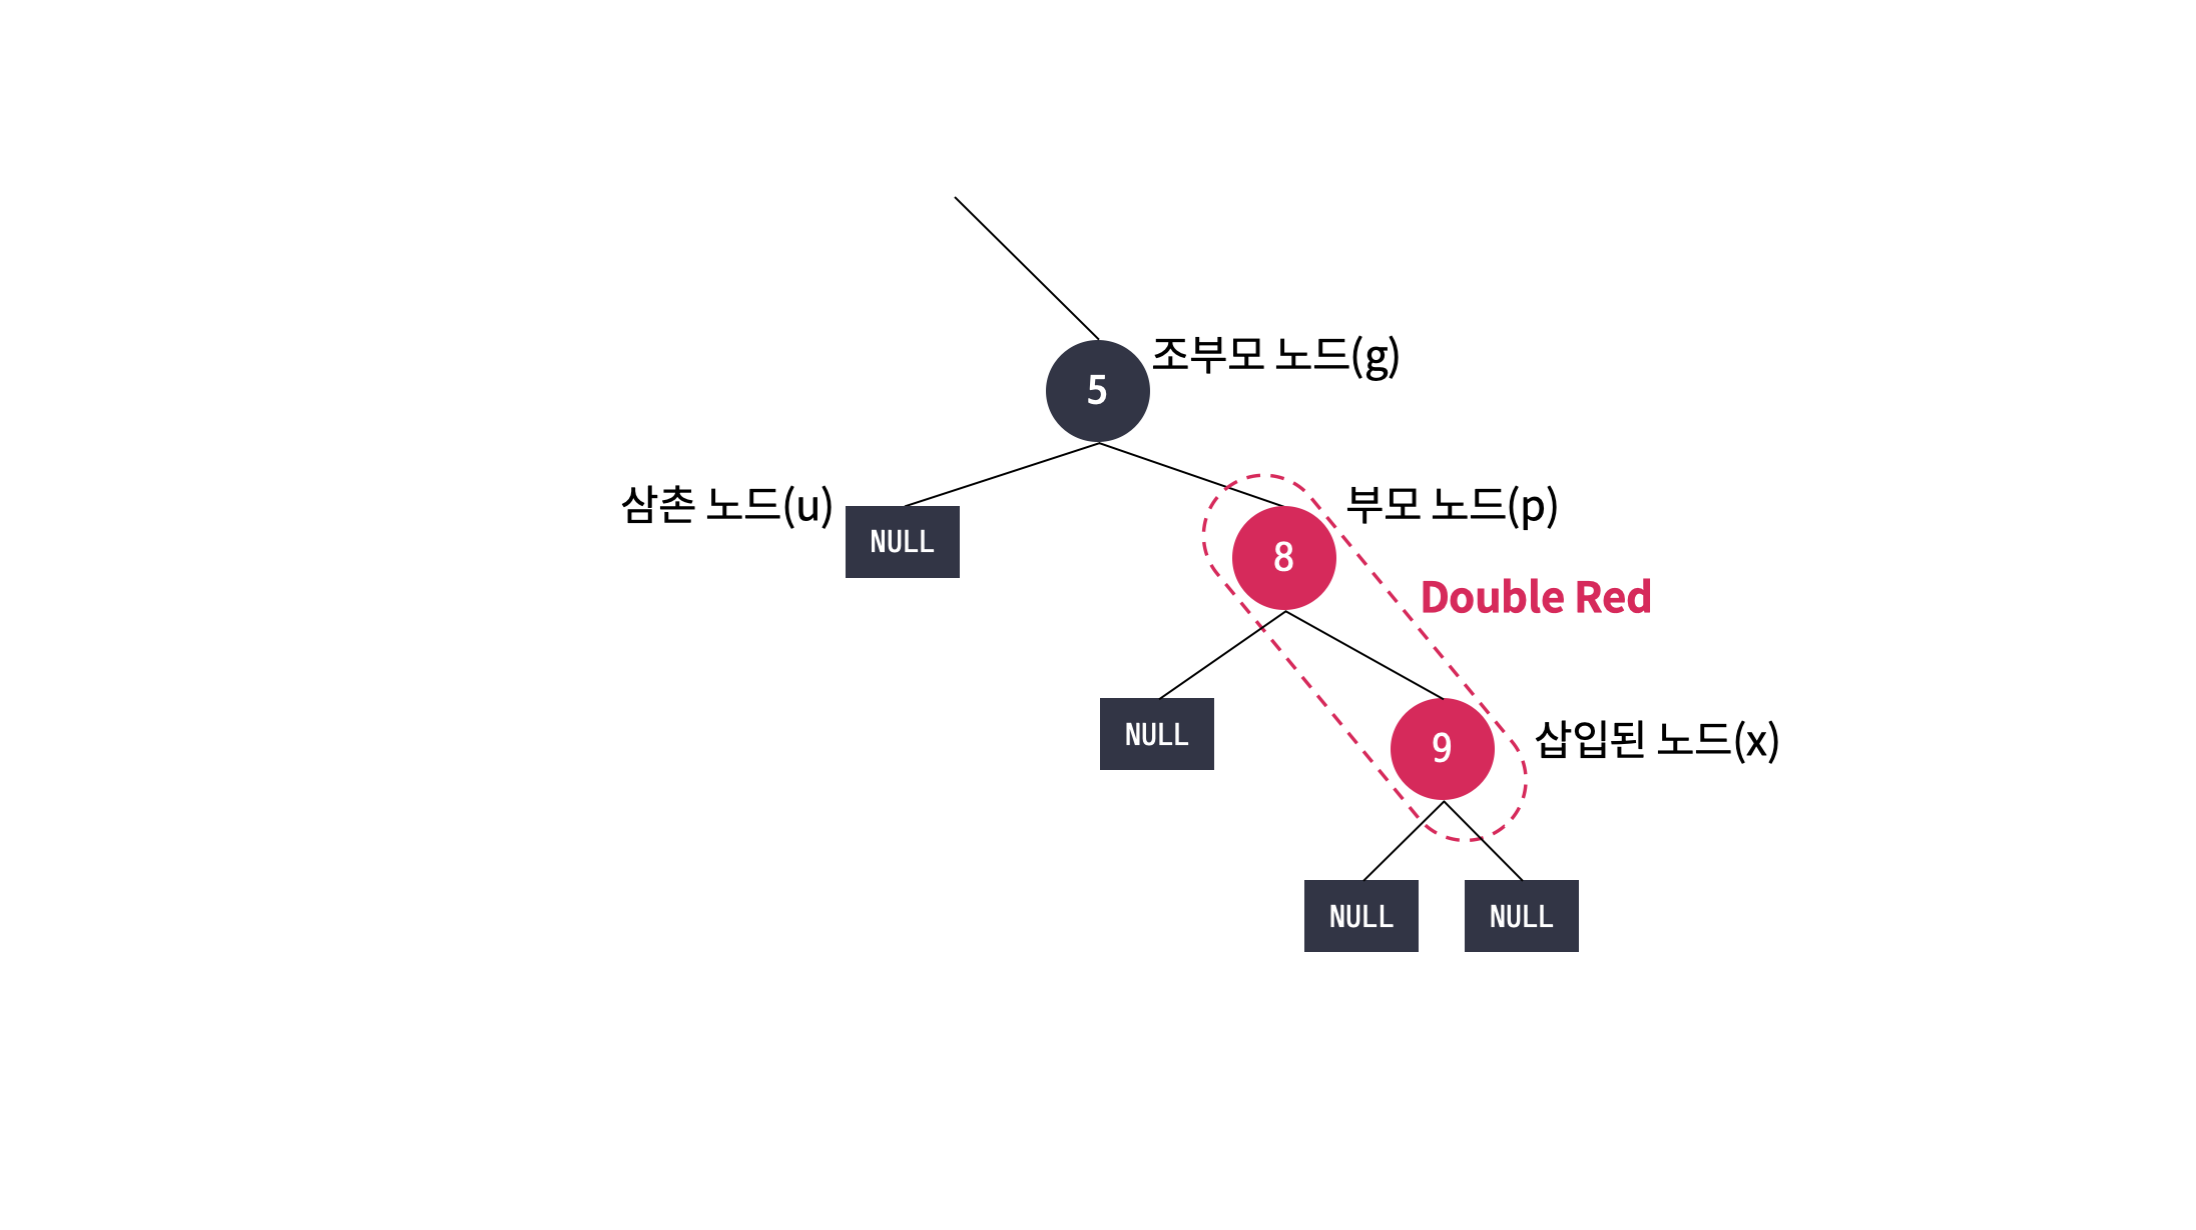 조부모 노드(g)
5
삼촌 노드(u)
부모 노드(p)
NULL
8
Double Red
NULL
9
삽입된 노드(x)
NULL
NULL